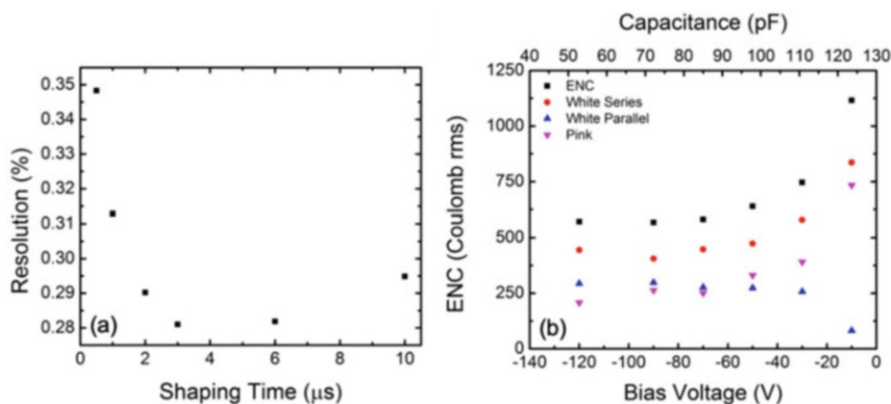 0.35
0.34
0.33
0.32
0.31
0.30
0.29
0.28
Resolution (%)
(a)
0 2 4 6 8 10
Shaping Time (μs)
Capacitance (pF)
40 50 60 70 80 90 100 110 120 130
1250
1000
750
500
250
0
ENC (Coulomb rms)
ENC
White Series
White Parallel
Pink
(b)
-140 -120 -100 -80 -60 -40 -20 0
Bias Voltage (V)